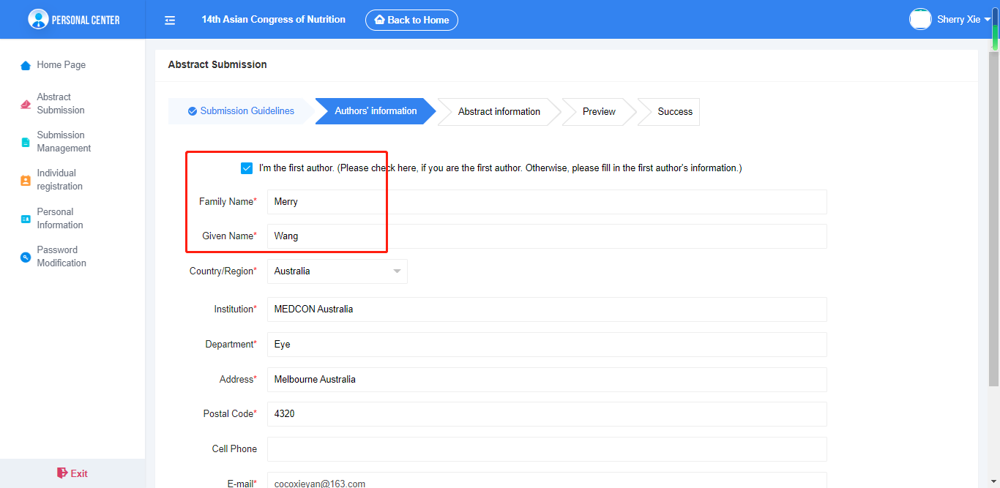 PERSONAL CENTER
14th Asian Congress of Nutrition
Back to Home
Sherry Xie
Home Page
Abstract
Submission
Submission
Management
Individual
registration
Personal
Information
Password
Modification
Exit
Abstract Submission
Submission Guidelines
Authors' information
Abstract information
Preview
Success
I'm the first author. (Please check here, if you are the first author. Otherwise, please fill in the first author's information.)
Family Name* Merry
Given Name* Wang
Country/Region* Australia
Institution* MEDCON Australia
Department* Eye
Address* Melbourne Australia
Postal Code* 4320
Cell Phone
E-mail* cocoxieyan@163.com